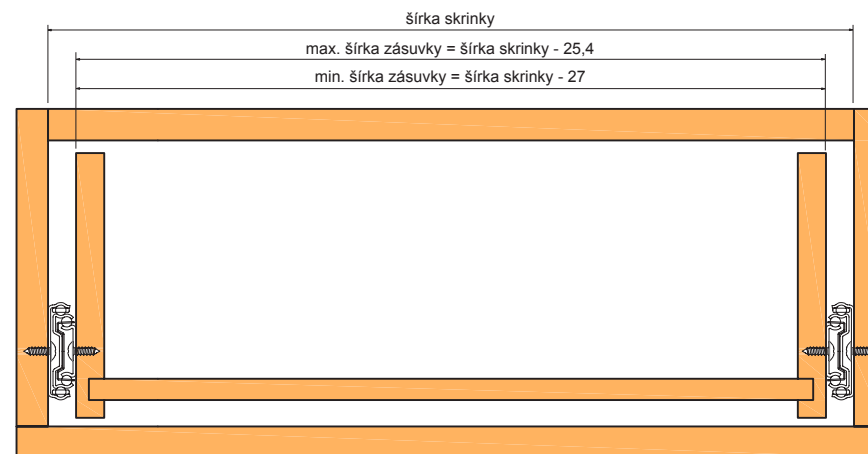 šírka skrinky
max. šírka zásuvky = šírka skrinky - 25,4
min. šírka zásuvky = šírka skrinky - 27